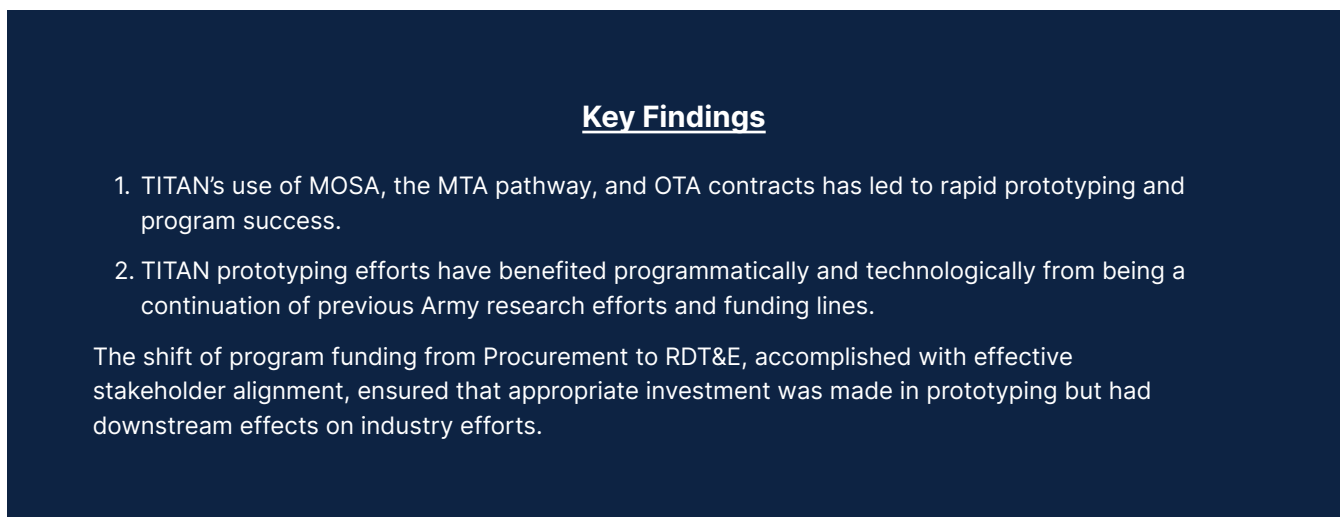 Key Findings
1. TITAN’s use of MOSA, the MTA pathway, and OTA contracts has led to rapid prototyping and
program success.
2. TITAN prototyping efforts have benefited programmatically and technologically from being a
continuation of previous Army research efforts and funding lines.
The shift of program funding from Procurement to RDT&E, accomplished with effective
stakeholder alignment, ensured that appropriate investment was made in prototyping but had
downstream effects on industry efforts.